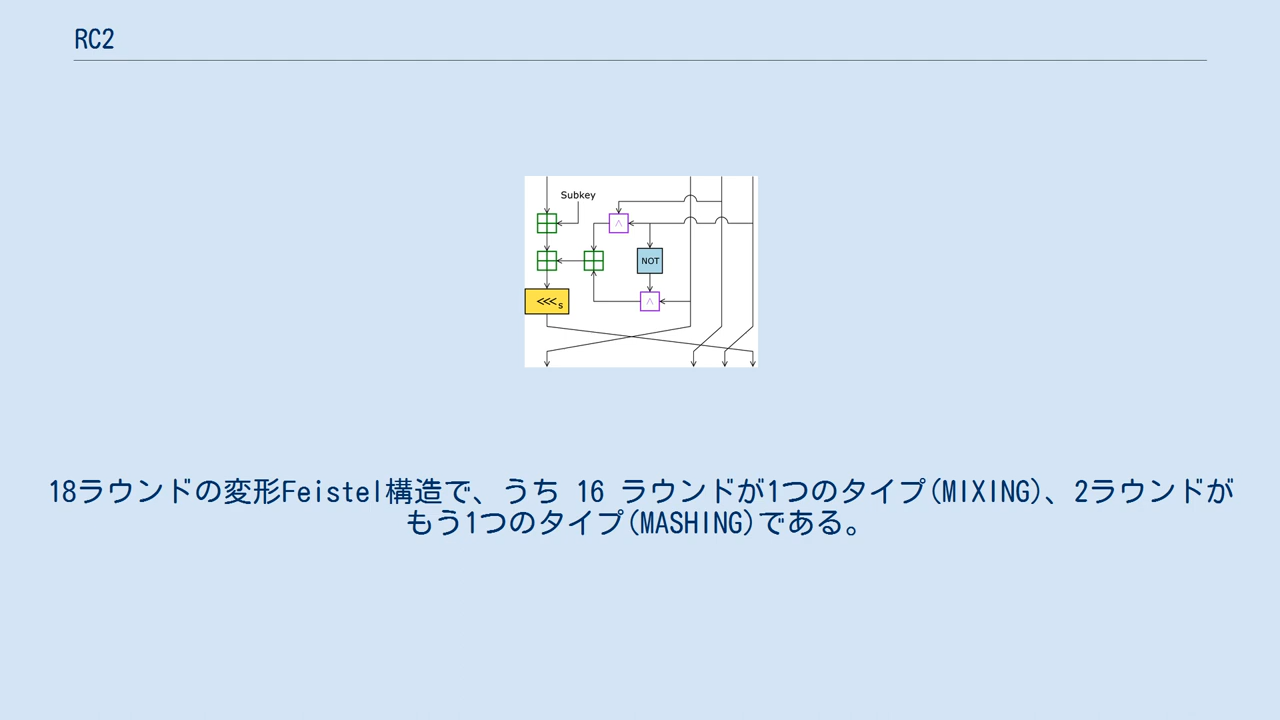 RC2
Subkey
∧
NOT
<<<s
∧
18ラウンドの変形Feistel構造で、うち 16 ラウンドが1つのタイプ(MIXING)、2ラウンドが
もう1つのタイプ(MASHING)である。